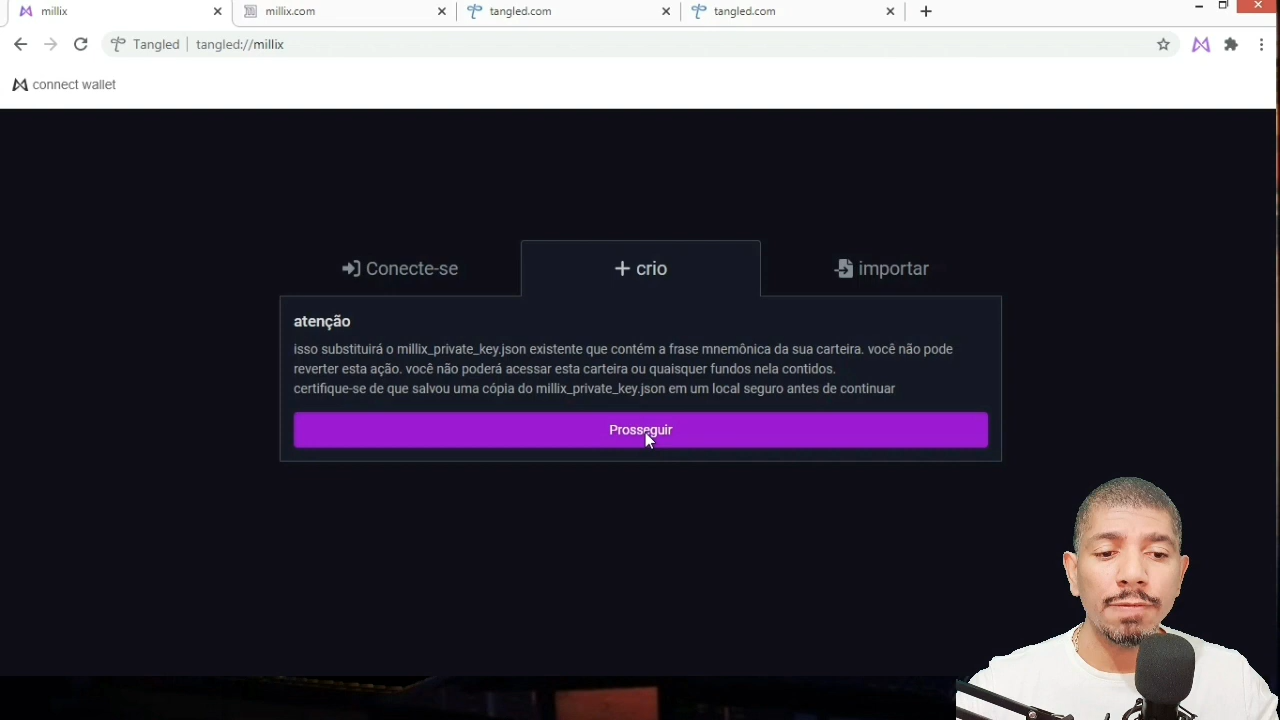 millix
millix.com
tangled.com
tangled.com
Tangled
tangled://millix
connect wallet
Conecte-se
+ crio
importar
atenção
isso substituirá o millix_private_key.json existente que contém a frase mnemônica da sua carteira. você não pode
reverter esta ação. você não poderá acessar esta carteira ou quaisquer fundos nela contidos.
certifique-se de que salvou uma cópia do millix_private_key.json em um local seguro antes de continuar
Prosseguir